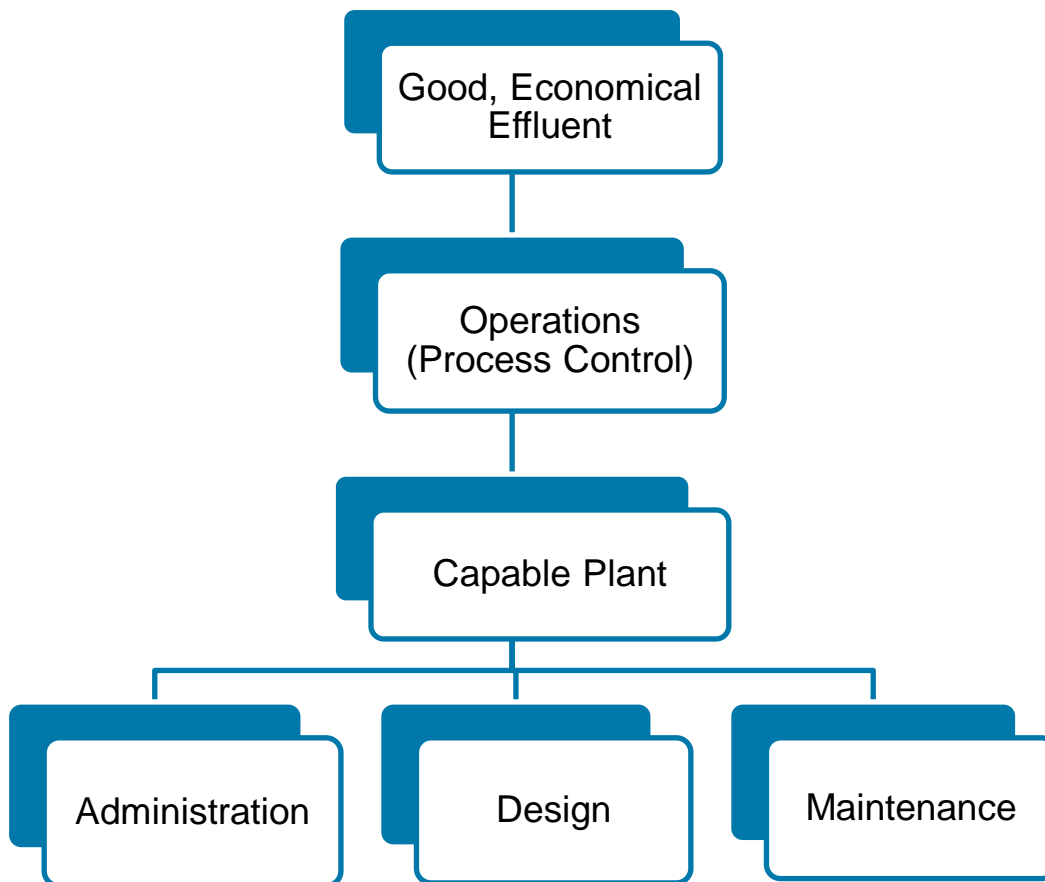 Good, Economical
Effluent
Operations
(Process Control)
Capable Plant
Administration
Design
Maintenance